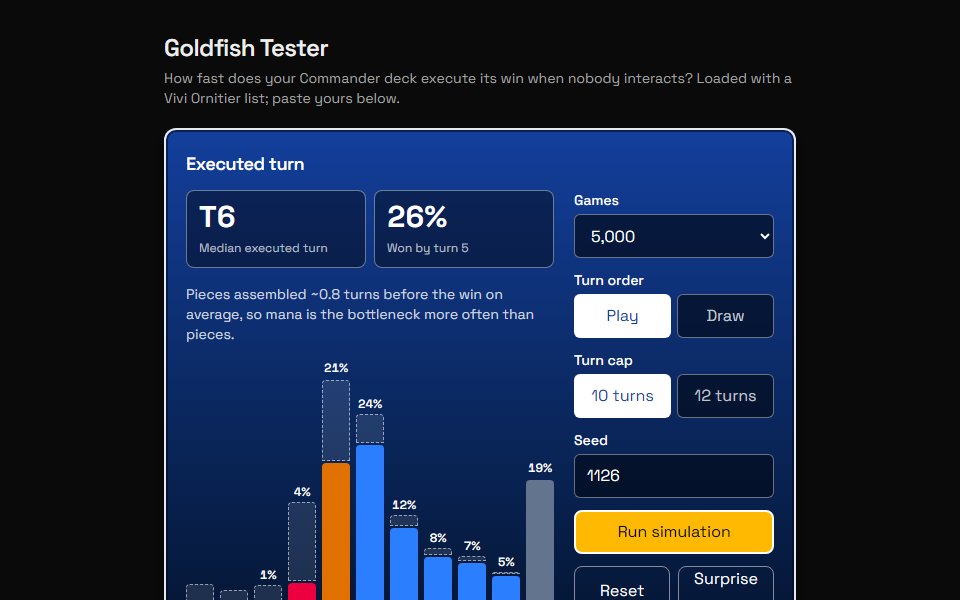 Goldfish Tester
How fast does your Commander deck execute its win when nobody interacts? Loaded with a
Vivi Ornitier list; paste yours below.
Executed turn
T6
Median executed turn
26%
Won by turn 5
Pieces assembled ~0.8 turns before the win on
average, so mana is the bottleneck more often than
pieces.
1%
4%
21%
24%
12%
8%
7%
5%
19%
Games
5,000
Turn order
Play
Draw
Turn cap
10 turns
12 turns
Seed
1126
Run simulation
Reset
Surprise